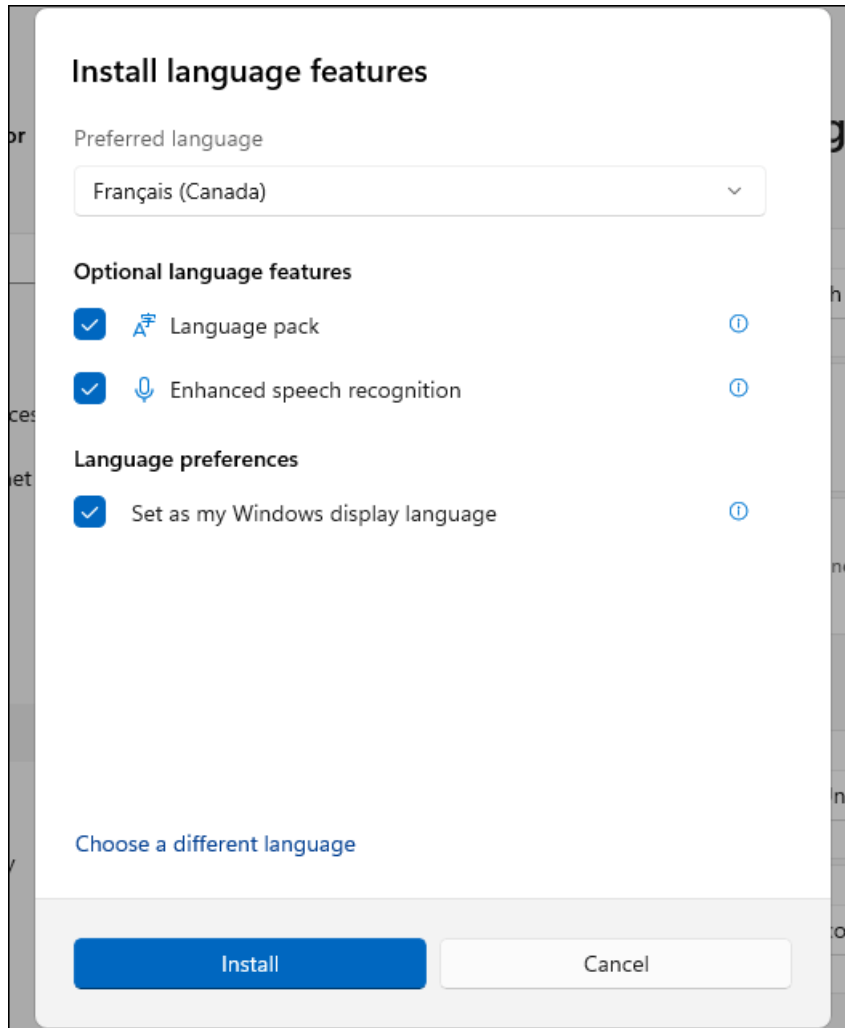 Install language features
Preferred language
Français (Canada)
Optional language features
Language pack
Enhanced speech recognition
Language preferences
Set as my Windows display language
Choose a different language
Install
Cancel